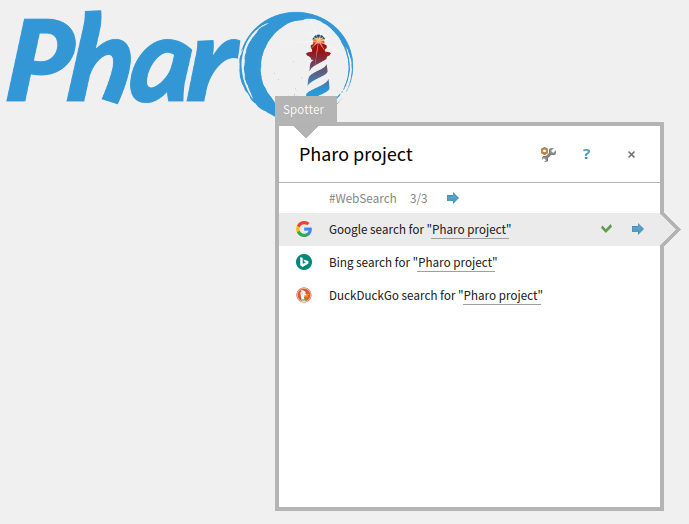 Pharo
Spotter
Pharo project
?
×
#WebSearch 3/3
Google search for "Pharo project"
Bing search for "Pharo project"
DuckDuckGo search for "Pharo project"